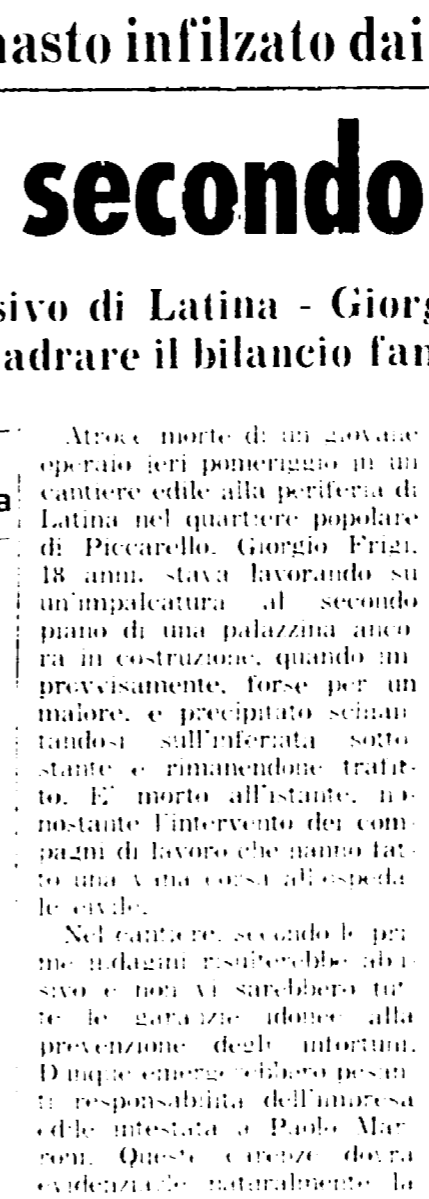 nasto infilzato dai
secondo
sivo di Latina - Giorg
adrare il bilancio fam
a
Atroce morte di un giovane
operaio ieri pomeriggio in un
cantiere edile alla periferia di
Latina nel quartiere popolare
di Piccarello. Giorgio Frigi,
18 anni, stava lavorando su
un'impalcatura al secondo
piano di una palazzina anco-
ra in costruzione, quando im-
provvisamente, forse per un
malore, e precipitato schian-
tandosi sull'inferriata sotto-
stante e rimanendone trafit-
to. E' morto all'istante, no-
nostante l'intervento dei com-
pagni di lavoro che hanno fat-
to una vana corsa all'ospeda-
le civile.
Nel cantiere, secondo le pri-
me indagini risulterebbe abu-
sivo e non vi sarebbero tut-
te le garanzie idonee alla
prevenzione degli infortuni.
Dunque emergerebbero pesan-
ti responsabilita dell'impresa
edile intestata a Paolo Mar-
roni. Queste carenze dovra
evidenziarle naturalmente la